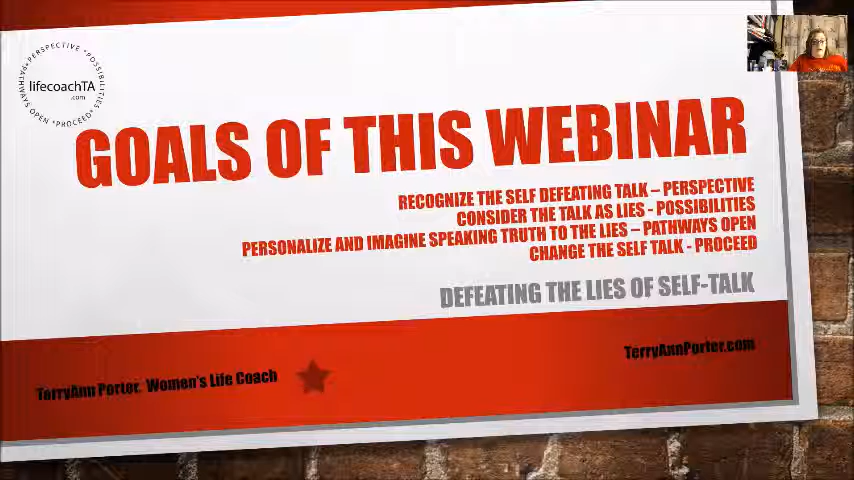 •PERSPECTIVE •POSSIBILITIES •PROCEED •PATHWAYS OPEN
lifecoachTA
.com
GOALS OF THIS WEBINAR
RECOGNIZE THE SELF DEFEATING TALK – PERSPECTIVE
CONSIDER THE TALK AS LIES - POSSIBILITIES
PERSONALIZE AND IMAGINE SPEAKING TRUTH TO THE LIES – PATHWAYS OPEN
CHANGE THE SELF TALK - PROCEED
DEFEATING THE LIES OF SELF-TALK
TerryAnnPorter.com
TerryAnn Porter, Women's Life Coach